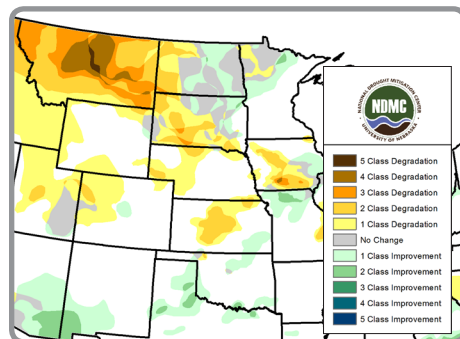 NATIONAL DROUGHT MITIGATION CENTER
NDMC
UNIVERSITY OF NEBRASKA
5 Class Degradation
4 Class Degradation
3 Class Degradation
2 Class Degradation
1 Class Degradation
No Change
1 Class Improvement
2 Class Improvement
3 Class Improvement
4 Class Improvement
5 Class Improvement